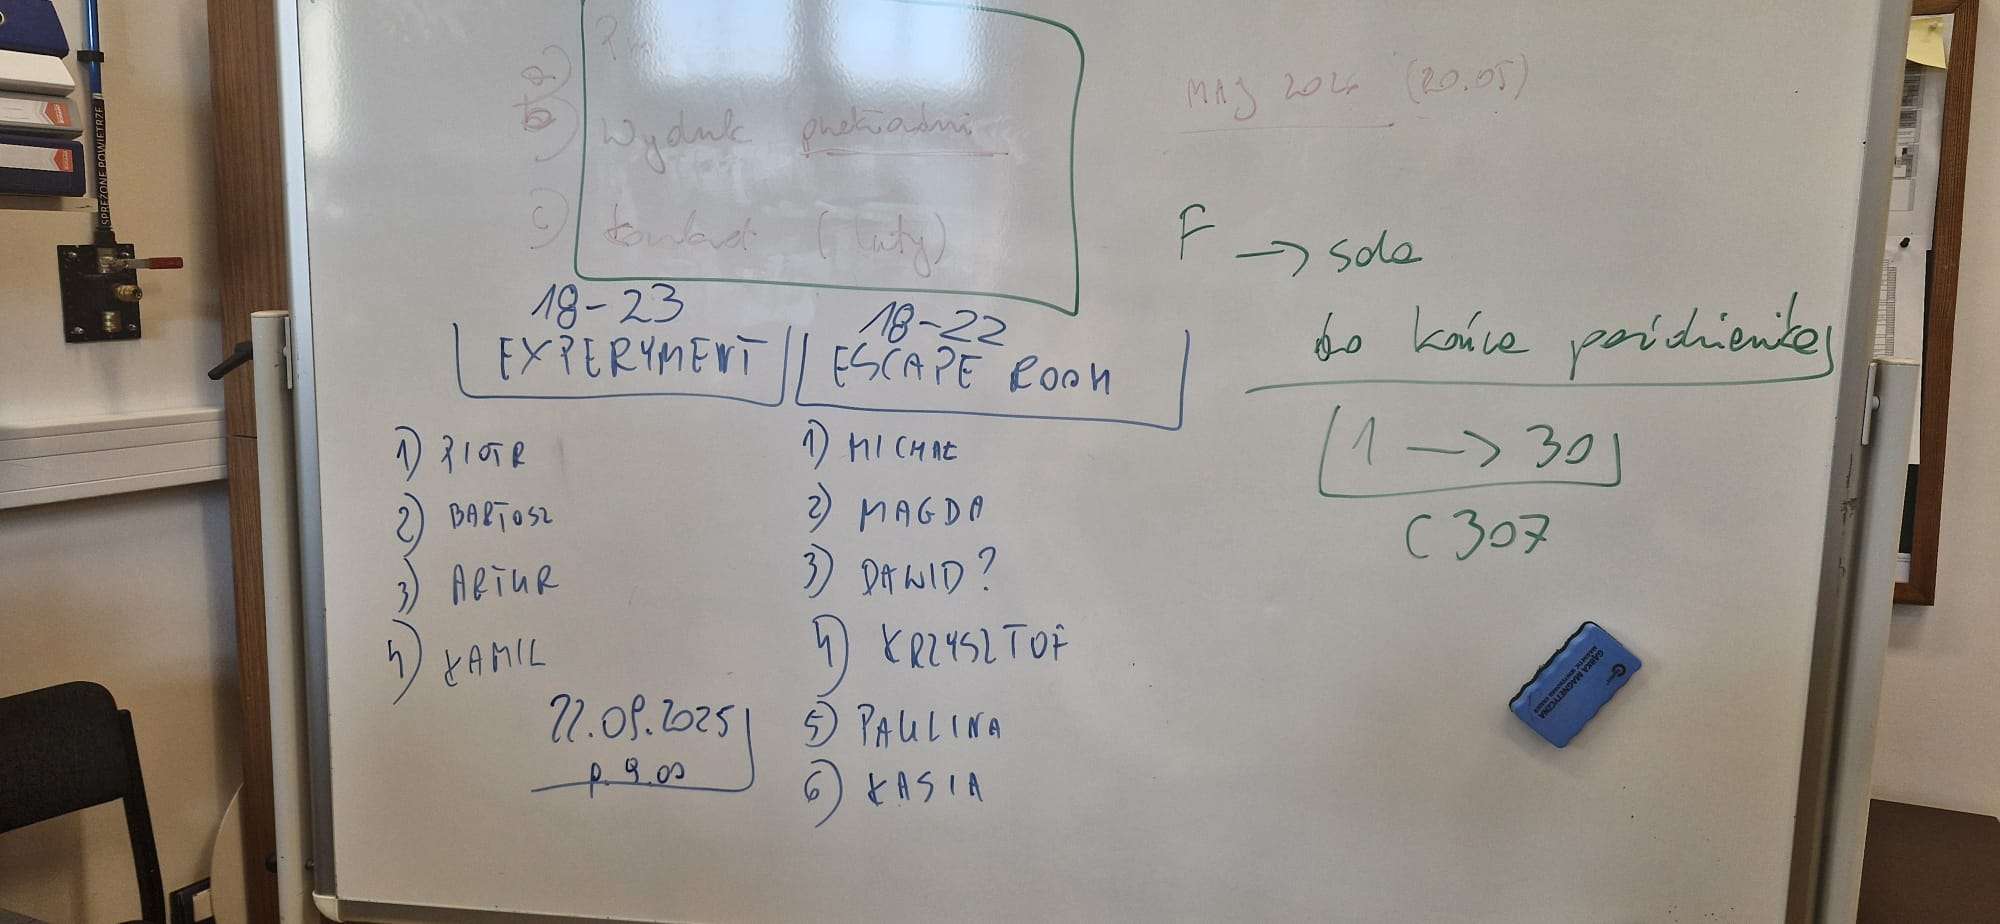 a)
b) Wydruk przekładni
c) kontakt (luty)
MAJ 2026 (20.05)
F → sala
do końca października
1 → 30
C307
18-23
EXPERYMENT
1) PIOTR
2) BARTOSZ
3) ARTUR
4) KAMIL
22.09.2025
p. 9.00
18-22
ESCAPE ROOM
1) MICHAŁ
2) MAGDA
3) DAWID?
4) KRZYSZTOF
5) PAULINA
6) KASIA
SPRĘŻONE POWIETRZE
GĄBKA MAGNETYCZNA